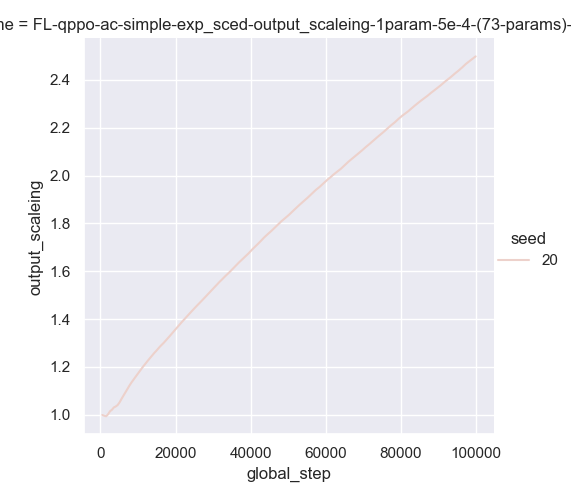 ne = FL-qppo-ac-simple-exp_sced-output_scaleing-1param-5e-4-(73-params)-
2.4
2.2
2.0
1.8
1.6
1.4
1.2
1.0
output_scaleing
0 20000 40000 60000 80000 100000
global_step
seed
20